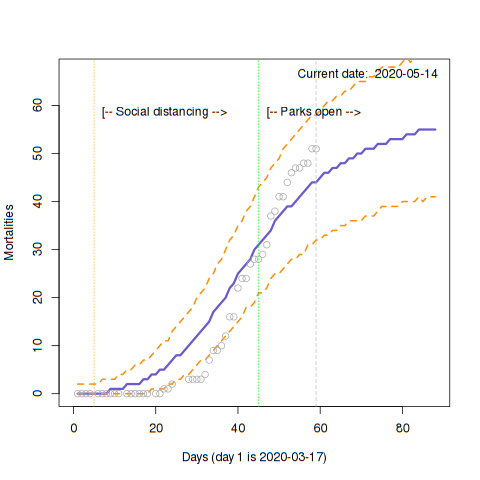 Current date: 2020-05-14
[-- Social distancing -->
[-- Parks open -->
Mortalities
60
50
40
30
20
10
0
0 20 40 60 80
Days (day 1 is 2020-03-17)